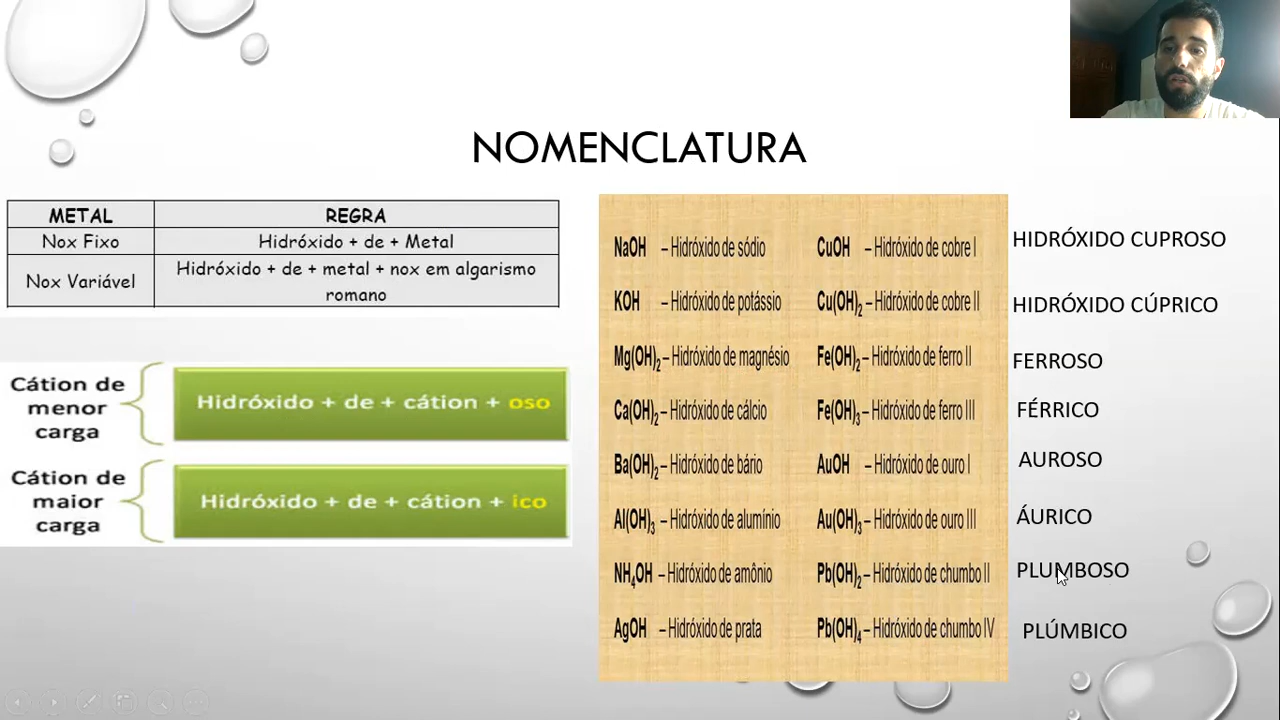 NOMENCLATURA
METAL REGRA
Nox Fixo Hidróxido + de + Metal
Nox Variável Hidróxido + de + metal + nox em algarismo
romano
Cátion de
menor
carga
Hidróxido + de + cátion + oso
Cátion de
maior
carga
Hidróxido + de + cátion + ico
NaOH – Hidróxido de sódio CuOH – Hidróxido de cobre I HIDRÓXIDO CUPROSO
KOH – Hidróxido de potássio Cu(OH)₂ – Hidróxido de cobre II HIDRÓXIDO CÚPRICO
Mg(OH)₂ – Hidróxido de magnésio Fe(OH)₂ – Hidróxido de ferro II FERROSO
Ca(OH)₂ – Hidróxido de cálcio Fe(OH)₃ – Hidróxido de ferro III FÉRRICO
Ba(OH)₂ – Hidróxido de bário AuOH – Hidróxido de ouro I AUROSO
Al(OH)₃ – Hidróxido de alumínio Au(OH)₃ – Hidróxido de ouro III ÁURICO
NH₄OH – Hidróxido de amônio Pb(OH)₂ – Hidróxido de chumbo II PLUMBOSO
AgOH – Hidróxido de prata Pb(OH)₄ – Hidróxido de chumbo IV PLÚMBICO